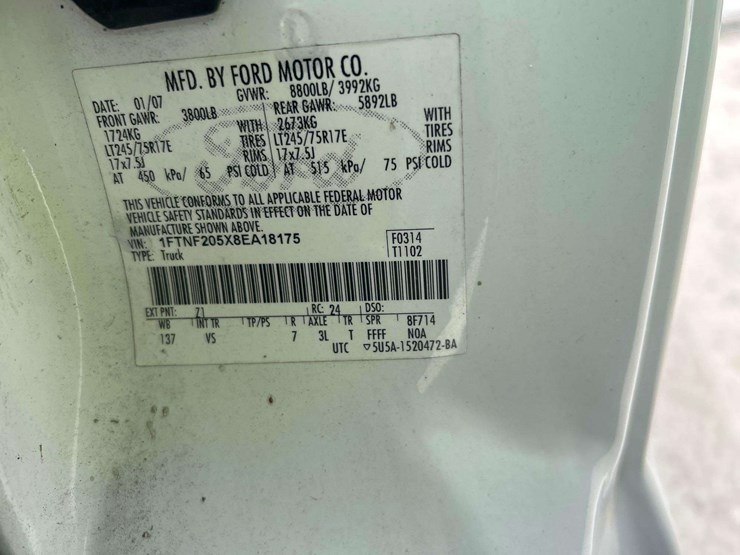 MFD. BY FORD MOTOR CO.
DATE: 01/07 GVWR: 8800LB/ 3992KG
FRONT GAWR: 3800LB REAR GAWR: 5892LB
1724KG WITH 2673KG WITH
LT245/75R17E TIRES LT245/75R17E TIRES
17x7.5J RIMS 17x7.5J RIMS
AT 450 kPa/ 65 PSI COLD AT 515 kPa/ 75 PSI COLD
THIS VEHICLE CONFORMS TO ALL APPLICABLE FEDERAL MOTOR
VEHICLE SAFETY STANDARDS IN EFFECT ON THE DATE OF
MANUFACTURE SHOWN ABOVE.
VIN: 1FTNF205X8EA18175 F0314
TYPE: Truck T1102
EXT PNT: Z1 RC: 24 DSO:
WB INT TR TP/PS R AXLE TR SPR 8F714
137 VS 7 3L T FFFF NOA
UTC ▽5U5A-1520472-BA